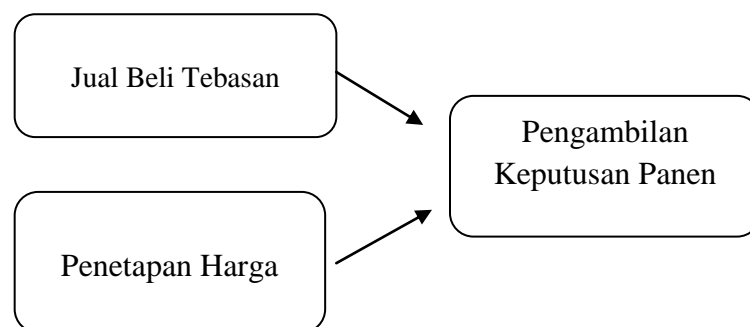 Jual Beli Tebasan
Pengambilan
Keputusan Panen
Penetapan Harga